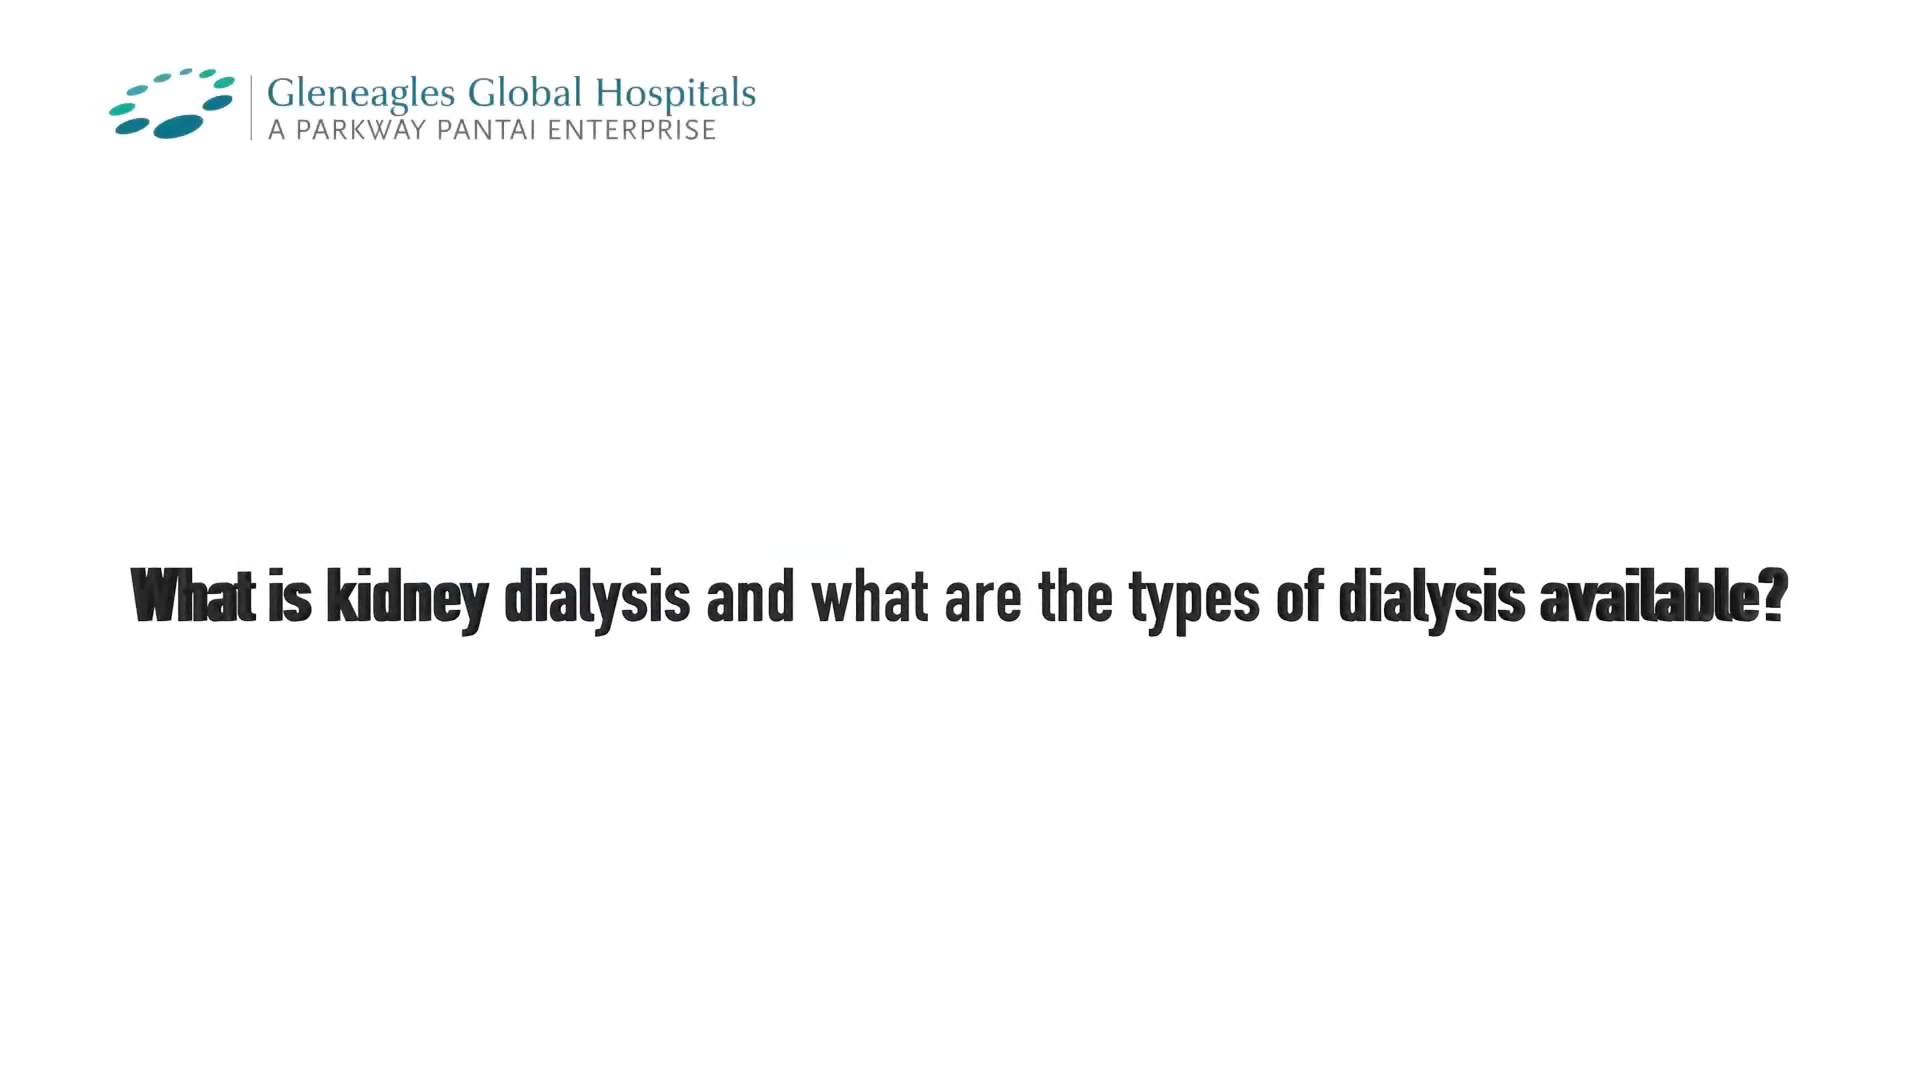 Gleneagles Global Hospitals
A PARKWAY PANTAI ENTERPRISE
What is kidney dialysis and what are the types of dialysis available?